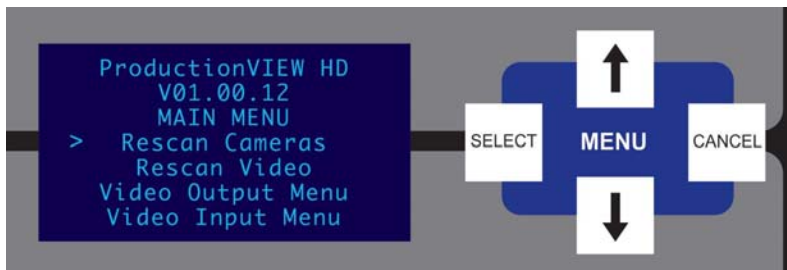 ProductionVIEW HD
V01.00.12
MAIN MENU
> Rescan Cameras
Rescan Video
Video Output Menu
Video Input Menu
SELECT
MENU
CANCEL